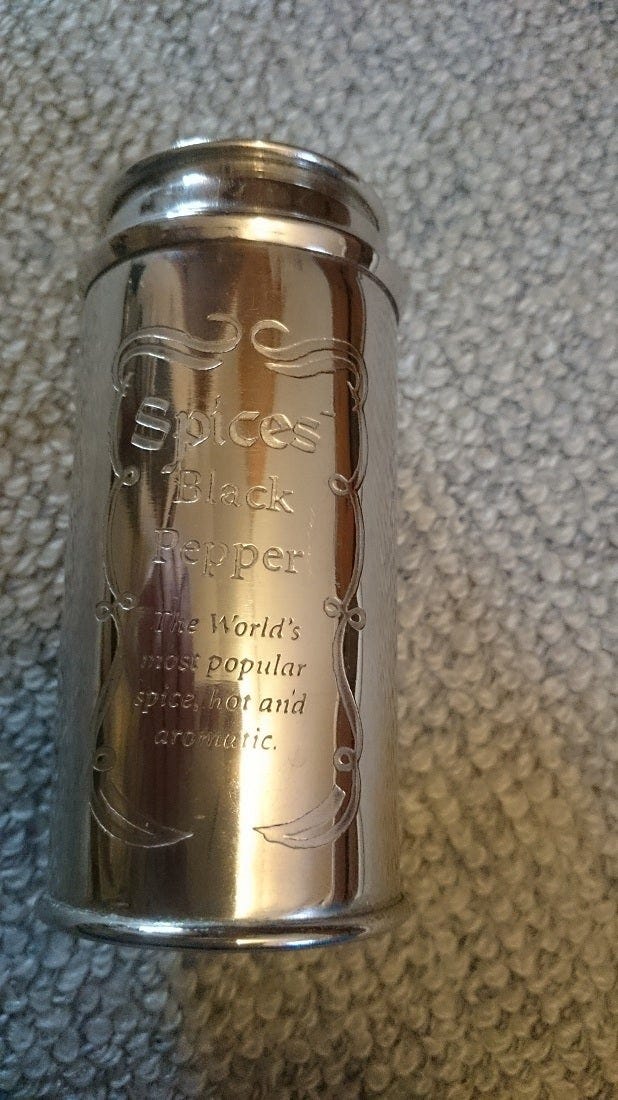 Spices
Black
Pepper
The World's
most popular
spice, hot and
aromatic.